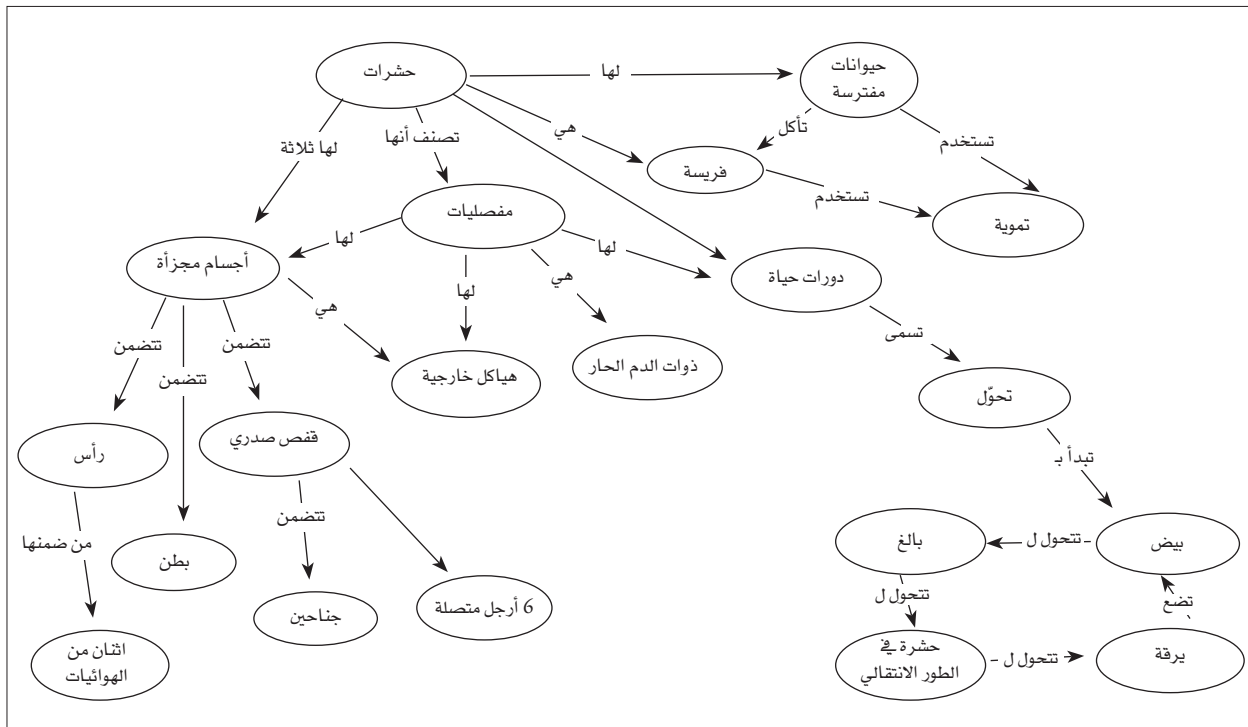 حشرات
لها
حيوانات
مفترسة
تأكل
تستخدم
هي
فريسة
تستخدم
تموية
لها ثلاثة
تصنف أنها
مفصليات
لها
لها
هي
لها
دورات حياة
أجسام مجزأة
هي
هياكل خارجية
ذوات الدم الحار
تسمى
تحوّل
تتضمن
تتضمن
تتضمن
رأس
قفص صدري
تبدأ بـ
من ضمنها
بطن
تتضمن
جناحين
6 أرجل متصلة
اثنان من
الهوائيات
بيض
تتحول ل
بالغ
تتحول ل
حشرة في
الطور الانتقالي
تتحول ل
يرقة
تضع